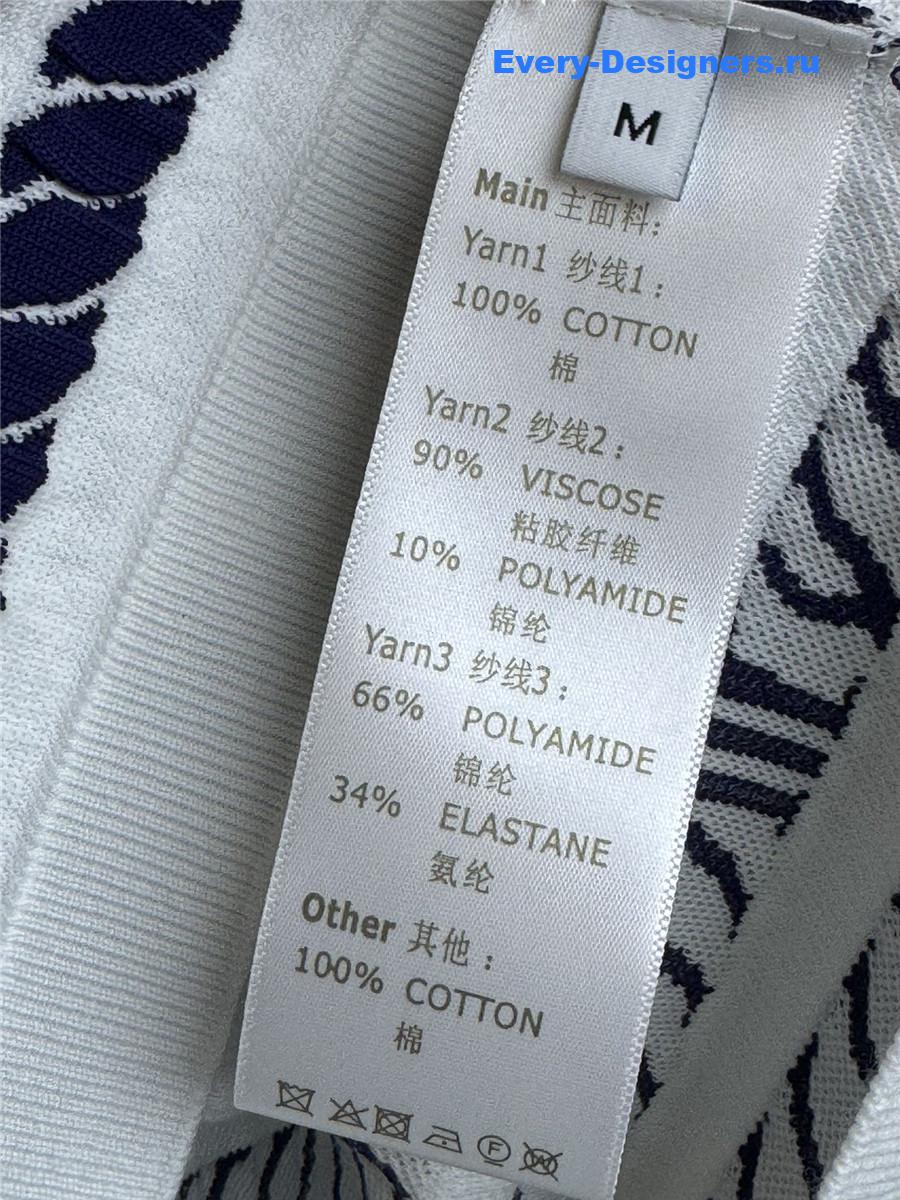 Every-Designers.ru
M
Main 主面料:
Yarn1 纱线1:
100% COTTON
棉
Yarn2 纱线2:
90% VISCOSE
粘胶纤维
10% POLYAMIDE
锦纶
Yarn3 纱线3:
66% POLYAMIDE
锦纶
34% ELASTANE
氨纶
Other 其他:
100% COTTON
棉
F
W